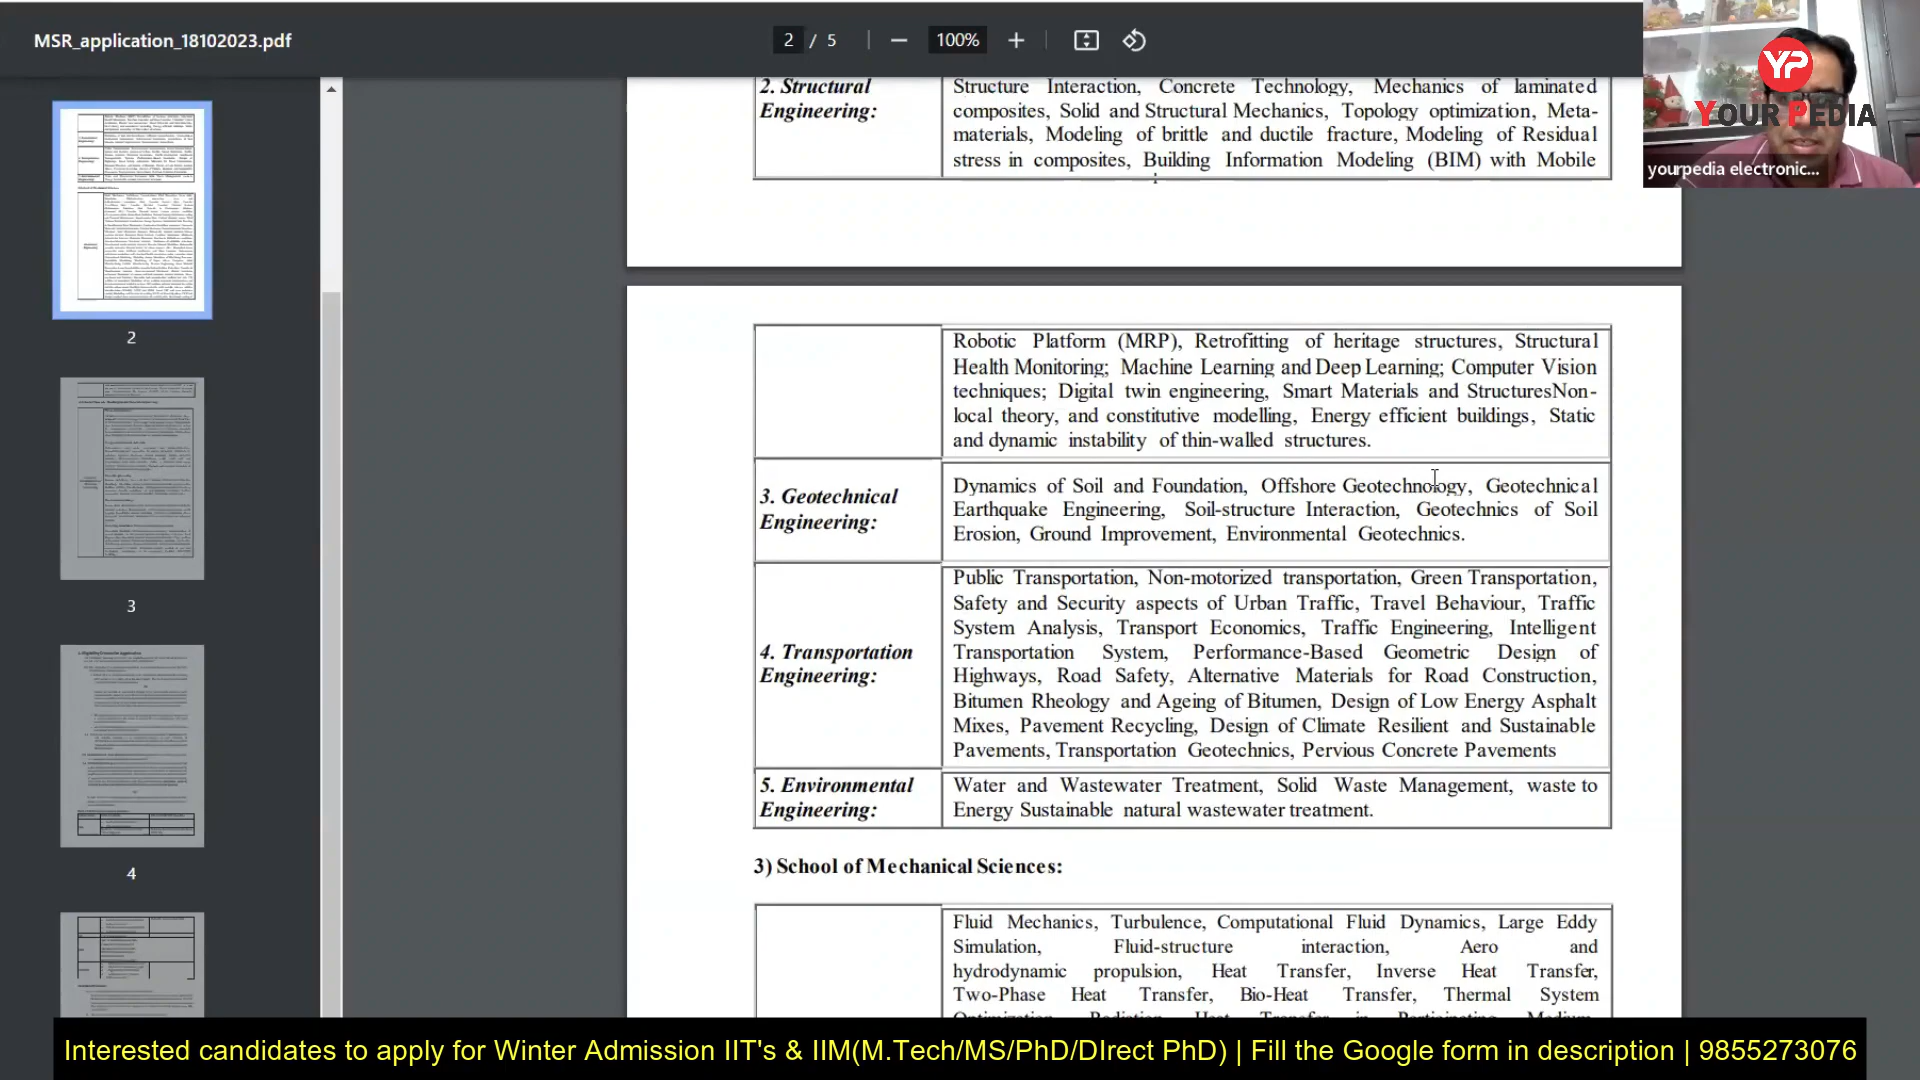 MSR_application_18102023.pdf
2 / 5
100%
YP
YOUR PEDIA
yourpedia electronic...
2. Structural
Engineering:
Structure Interaction, Concrete Technology, Mechanics of laminated
composites, Solid and Structural Mechanics, Topology optimization, Meta-
materials, Modeling of brittle and ductile fracture, Modeling of Residual
stress in composites, Building Information Modeling (BIM) with Mobile
Robotic Platform (MRP), Retrofitting of heritage structures, Structural
Health Monitoring; Machine Learning and Deep Learning; Computer Vision
techniques; Digital twin engineering, Smart Materials and StructuresNon-
local theory, and constitutive modelling, Energy efficient buildings, Static
and dynamic instability of thin-walled structures.
3. Geotechnical
Engineering:
Dynamics of Soil and Foundation, Offshore Geotechnology, Geotechnical
Earthquake Engineering, Soil-structure Interaction, Geotechnics of Soil
Erosion, Ground Improvement, Environmental Geotechnics.
4. Transportation
Engineering:
Public Transportation, Non-motorized transportation, Green Transportation,
Safety and Security aspects of Urban Traffic, Travel Behaviour, Traffic
System Analysis, Transport Economics, Traffic Engineering, Intelligent
Transportation System, Performance-Based Geometric Design of
Highways, Road Safety, Alternative Materials for Road Construction,
Bitumen Rheology and Ageing of Bitumen, Design of Low Energy Asphalt
Mixes, Pavement Recycling, Design of Climate Resilient and Sustainable
Pavements, Transportation Geotechnics, Pervious Concrete Pavements
5. Environmental
Engineering:
Water and Wastewater Treatment, Solid Waste Management, waste to
Energy Sustainable natural wastewater treatment.
3) School of Mechanical Sciences:
Fluid Mechanics, Turbulence, Computational Fluid Dynamics, Large Eddy
Simulation, Fluid-structure interaction, Aero and
hydrodynamic propulsion, Heat Transfer, Inverse Heat Transfer,
Two-Phase Heat Transfer, Bio-Heat Transfer, Thermal System
2
3
4
Interested candidates to apply for Winter Admission IIT's & IIM(M.Tech/MS/PhD/DIrect PhD) | Fill the Google form in description | 9855273076